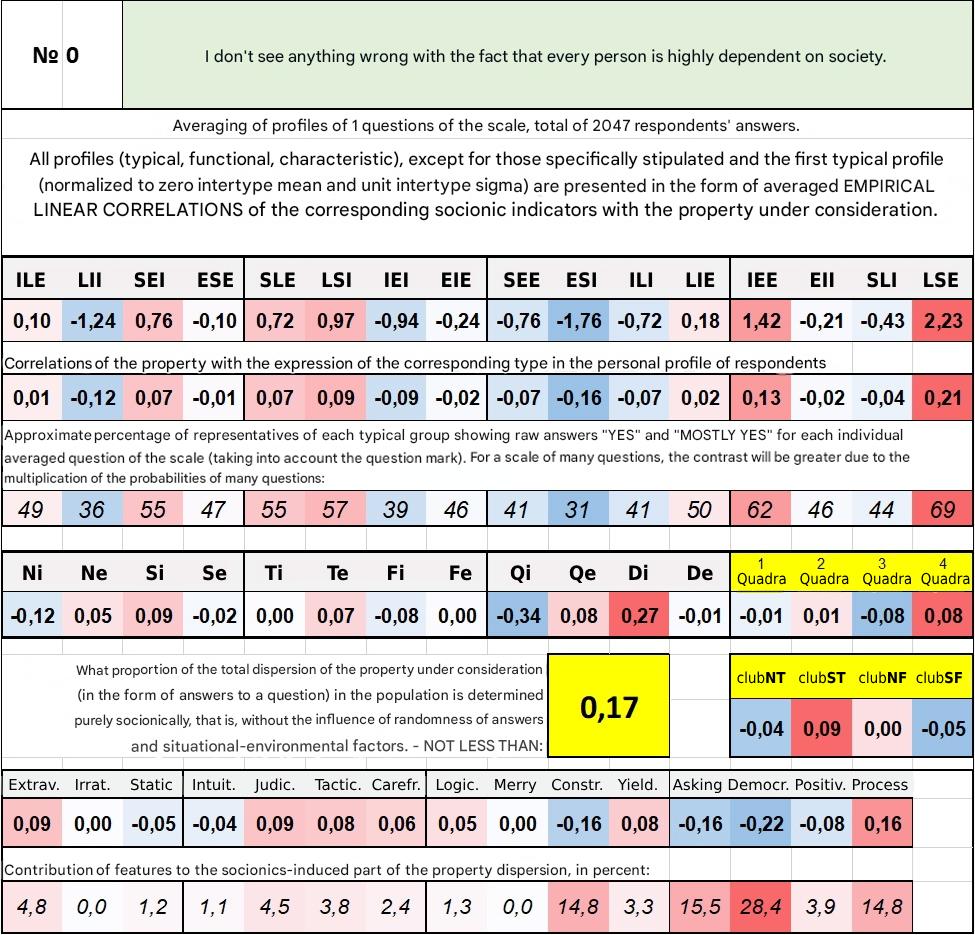 № 0
I don't see anything wrong with the fact that every person is highly dependent on society.
Averaging of profiles of 1 questions of the scale, total of 2047 respondents' answers.
All profiles (typical, functional, characteristic), except for those specifically stipulated and the first typical profile
(normalized to zero intertype mean and unit intertype sigma) are presented in the form of averaged EMPIRICAL
LINEAR CORRELATIONS of the corresponding socionic indicators with the property under consideration.
ILE LII SEI ESE SLE LSI IEI EIE SEE ESI ILI LIE IEE EII SLI LSE
0,10 -1,24 0,76 -0,10 0,72 0,97 -0,94 -0,24 -0,76 -1,76 -0,72 0,18 1,42 -0,21 -0,43 2,23
Correlations of the property with the expression of the corresponding type in the personal profile of respondents
0,01 -0,12 0,07 -0,01 0,07 0,09 -0,09 -0,02 -0,07 -0,16 -0,07 0,02 0,13 -0,02 -0,04 0,21
Approximate percentage of representatives of each typical group showing raw answers "YES" and "MOSTLY YES" for each individual
averaged question of the scale (taking into account the question mark). For a scale of many questions, the contrast will be greater due to the
multiplication of the probabilities of many questions:
49 36 55 47 55 57 39 46 41 31 41 50 62 46 44 69
Ni Ne Si Se Ti Te Fi Fe Qi Qe Di De 1 Quadra 2 Quadra 3 Quadra 4 Quadra
-0,12 0,05 0,09 -0,02 0,00 0,07 -0,08 0,00 -0,34 0,08 0,27 -0,01 -0,01 0,01 -0,08 0,08
What proportion of the total dispersion of the property under consideration
(in the form of answers to a question) in the population is determined
purely socionically, that is, without the influence of randomness of answers
and situational-environmental factors. - NOT LESS THAN:
0,17
clubNT clubST clubNF clubSF
-0,04 0,09 0,00 -0,05
Extrav. Irrat. Static Intuit. Judic. Tactic. Carefr. Logic. Merry Constr. Yield. Asking Democr. Positiv. Process
0,09 0,00 -0,05 -0,04 0,09 0,08 0,06 0,05 0,00 -0,16 0,08 -0,16 -0,22 -0,08 0,16
Contribution of features to the socionics-induced part of the property dispersion, in percent:
4,8 0,0 1,2 1,1 4,5 3,8 2,4 1,3 0,0 14,8 3,3 15,5 28,4 3,9 14,8